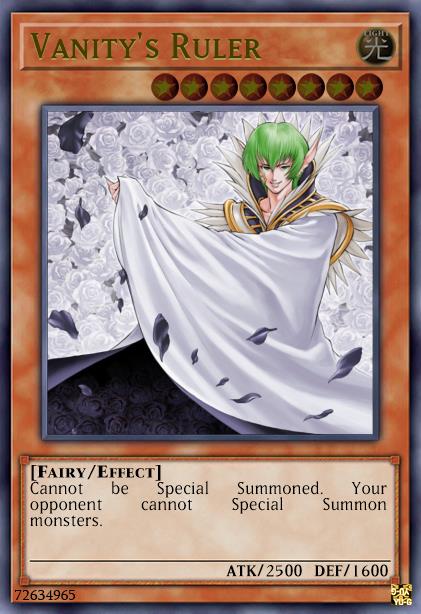 VANITY'S RULER
LIGHT
光
[FAIRY/EFFECT]
Cannot be Special Summoned. Your
opponent cannot Special Summon
monsters.
ATK/2500 DEF/1600
72634965